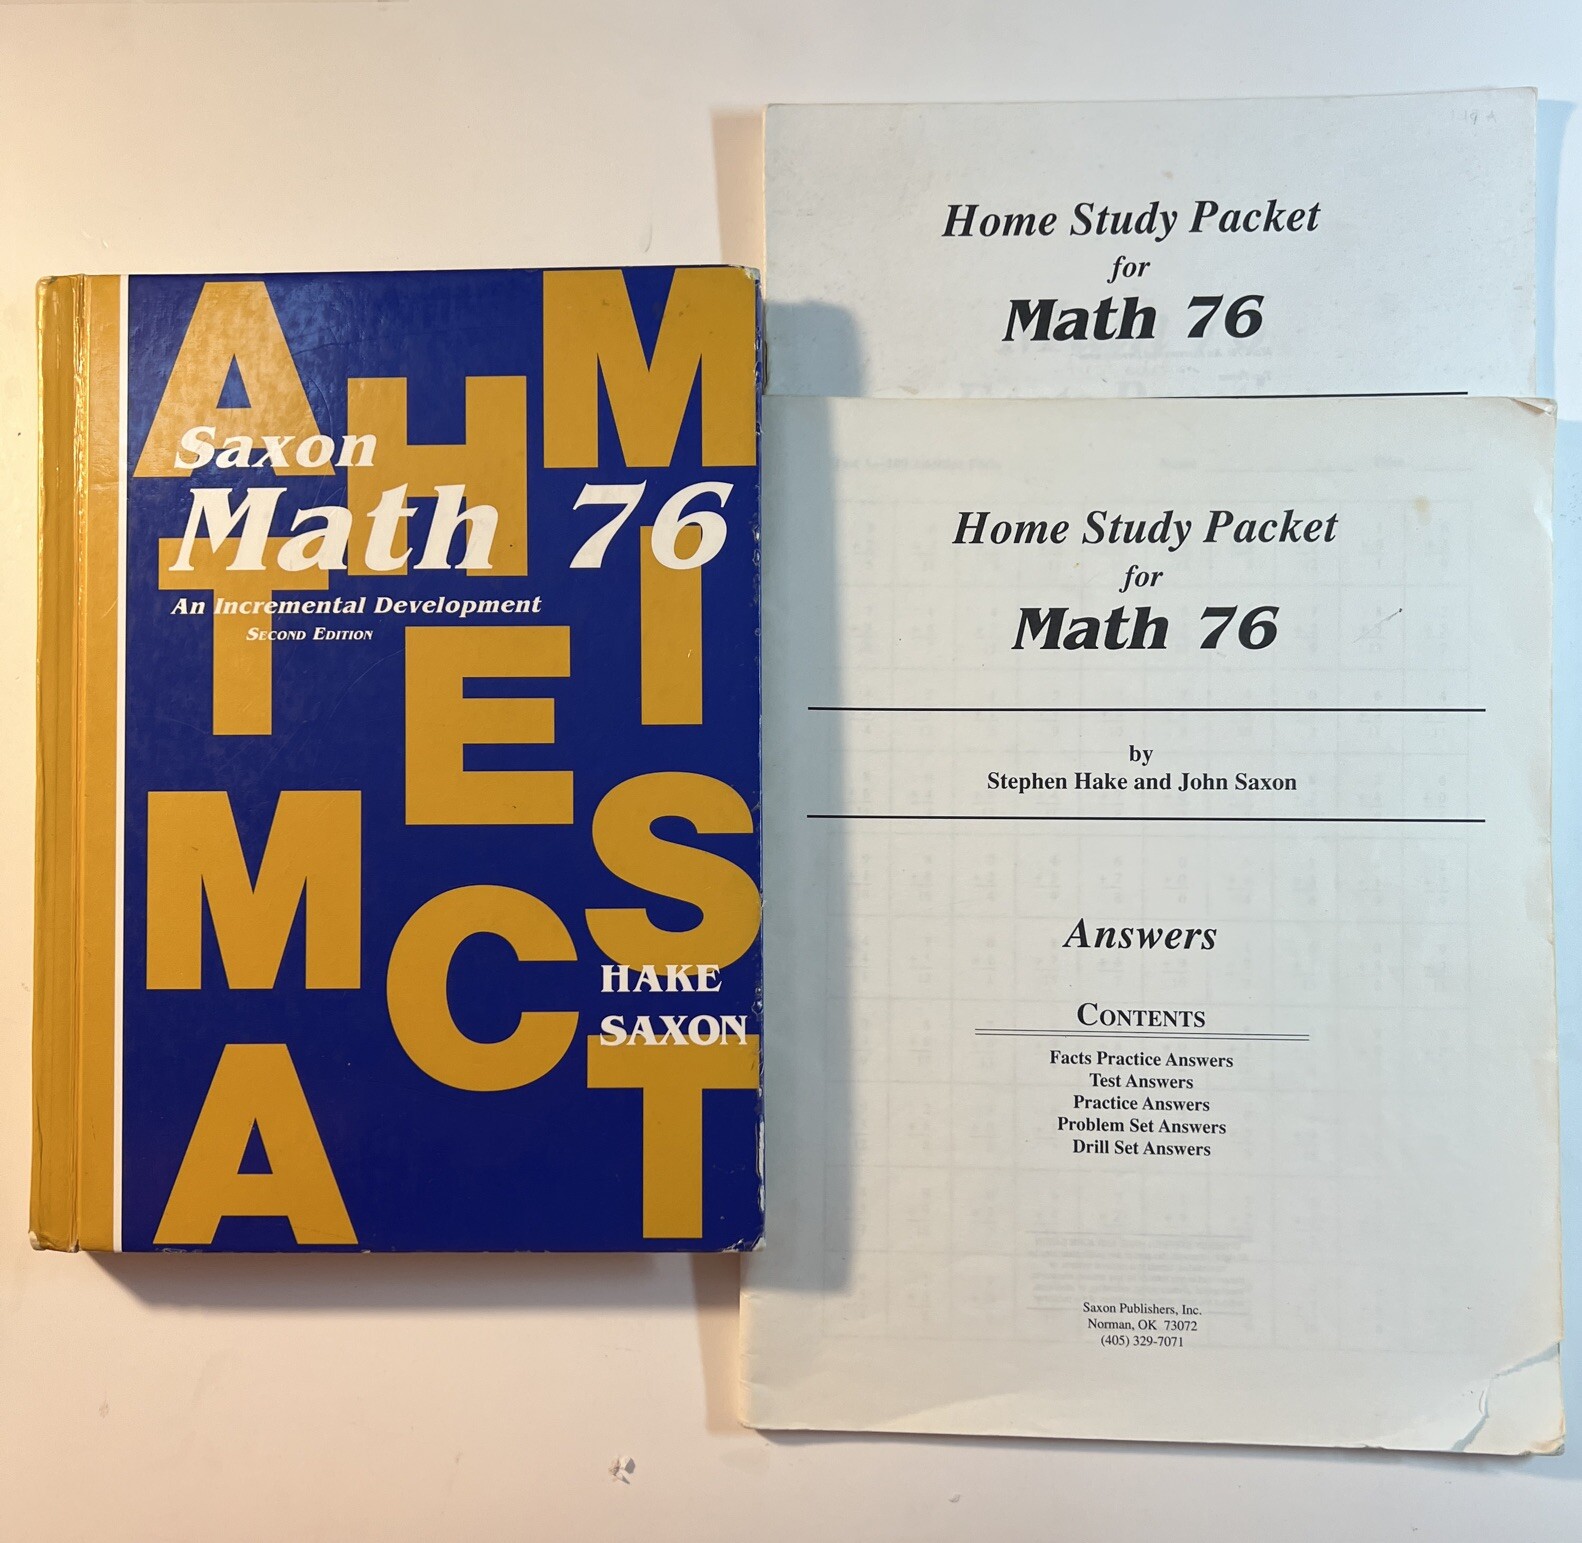 Saxon
Math 76
An Incremental Development
Second Edition
HAKE
SAXON
A H M
T E I
M C S
A T
Home Study Packet
for
Math 76
Home Study Packet
for
Math 76
by
Stephen Hake and John Saxon
Answers
Contents
Facts Practice Answers
Test Answers
Practice Answers
Problem Set Answers
Drill Set Answers
Saxon Publishers, Inc.
Norman, OK 73072
(405) 329-7071